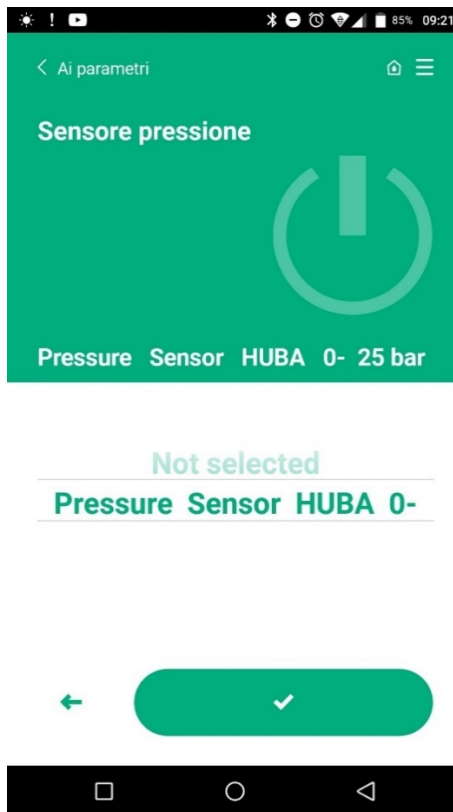 85% 09:21
Ai parametri
Sensore pressione
Pressure Sensor HUBA 0- 25 bar
Not selected
Pressure Sensor HUBA 0-